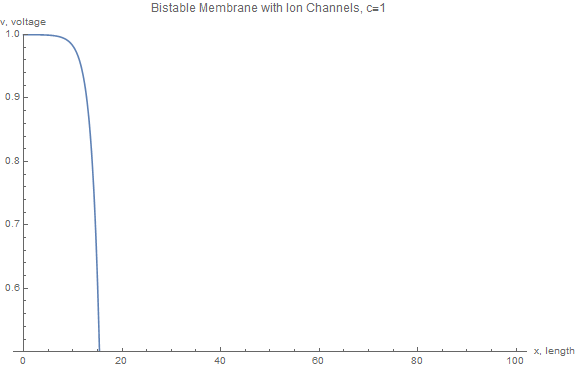 Bistable Membrane with Ion Channels, c=1
v, voltage
1.0
0.9
0.8
0.7
0.6
0 20 40 60 80 100 x, length